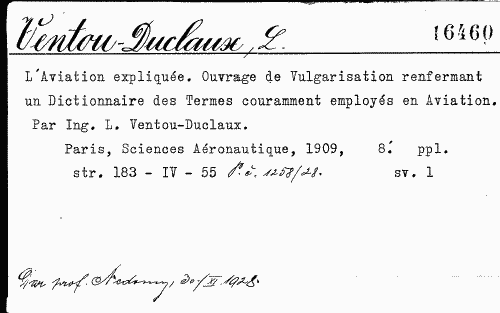 Ventou-Duclaux, L. 16460
L'Aviation expliquée. Ouvrage de Vulgarisation renfermant
un Dictionnaire des Termes couramment employés en Aviation.
Par Ing. L. Ventou-Duclaux.
Paris, Sciences Aéronautique, 1909, 8.° ppl.
str. 183 - IV - 55 P.č. 1258/28. sv. 1
Dar prof. Nedomy, 30/XI 1928.